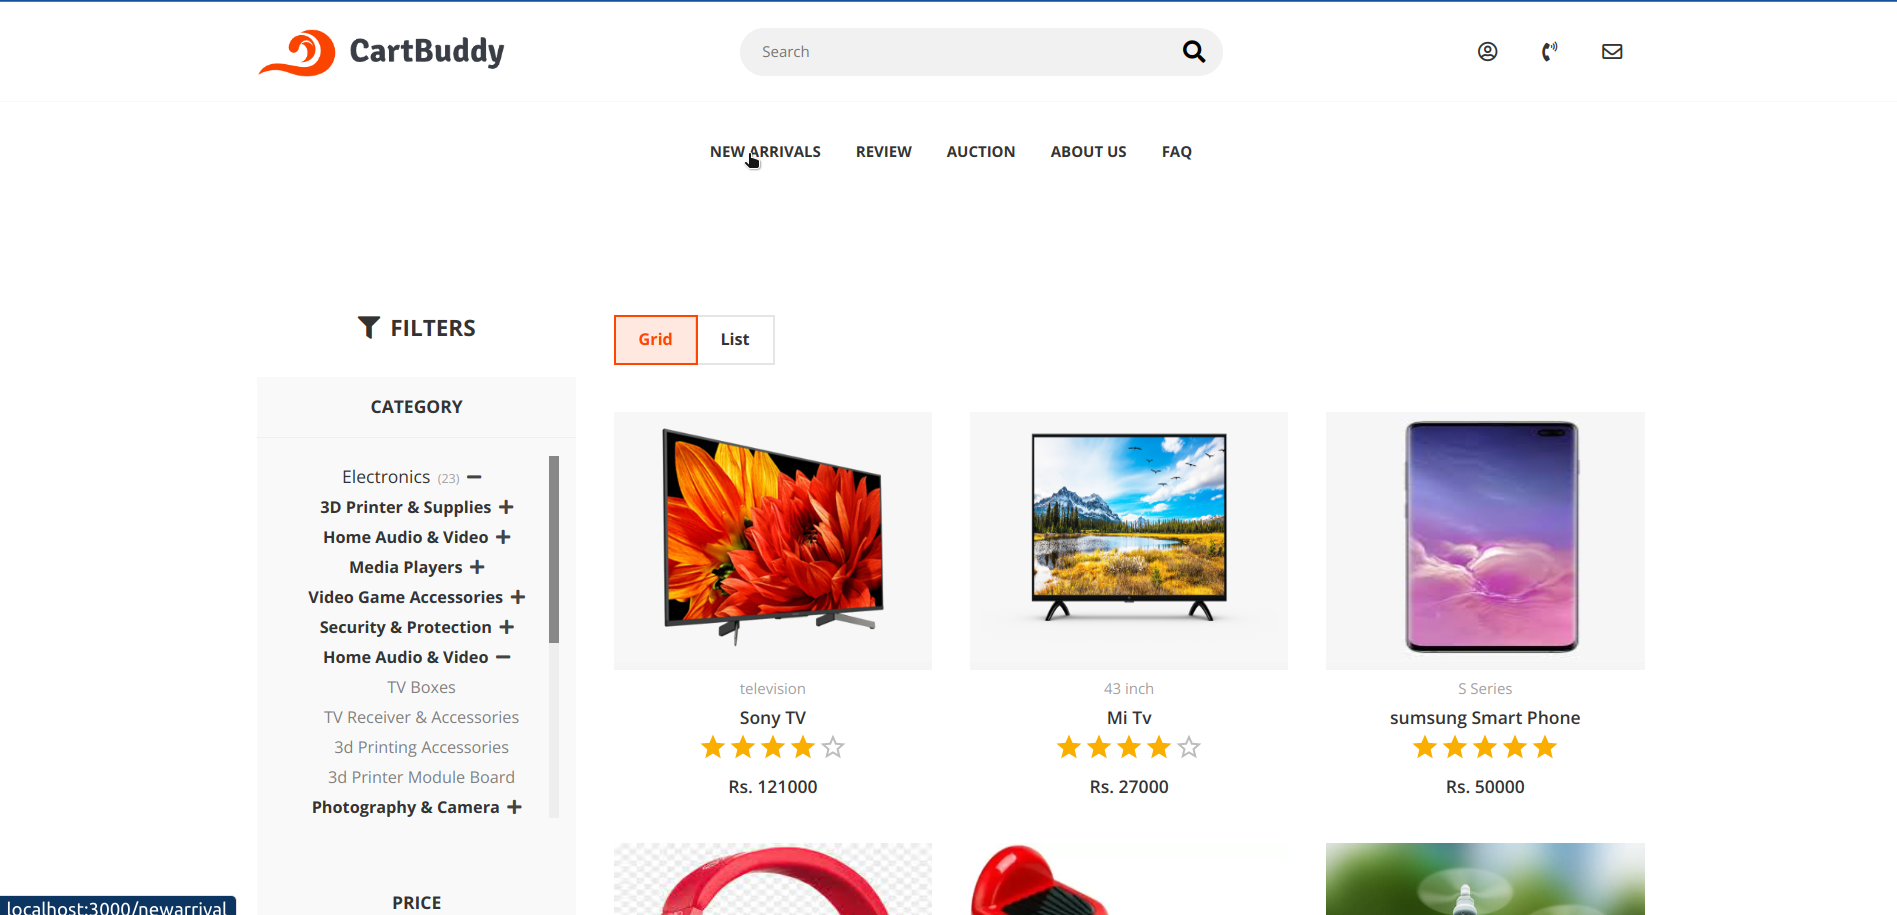 CartBuddy
Search
NEW ARRIVALS REVIEW AUCTION ABOUT US FAQ
FILTERS
Grid List
CATEGORY
Electronics (23)
3D Printer & Supplies
Home Audio & Video
Media Players
Video Game Accessories
Security & Protection
Home Audio & Video
TV Boxes
TV Receiver & Accessories
3d Printing Accessories
3d Printer Module Board
Photography & Camera
PRICE
television
Sony TV
Rs. 121000
43 inch
Mi Tv
Rs. 27000
S Series
sumsung Smart Phone
Rs. 50000
localhost:3000/newarrival